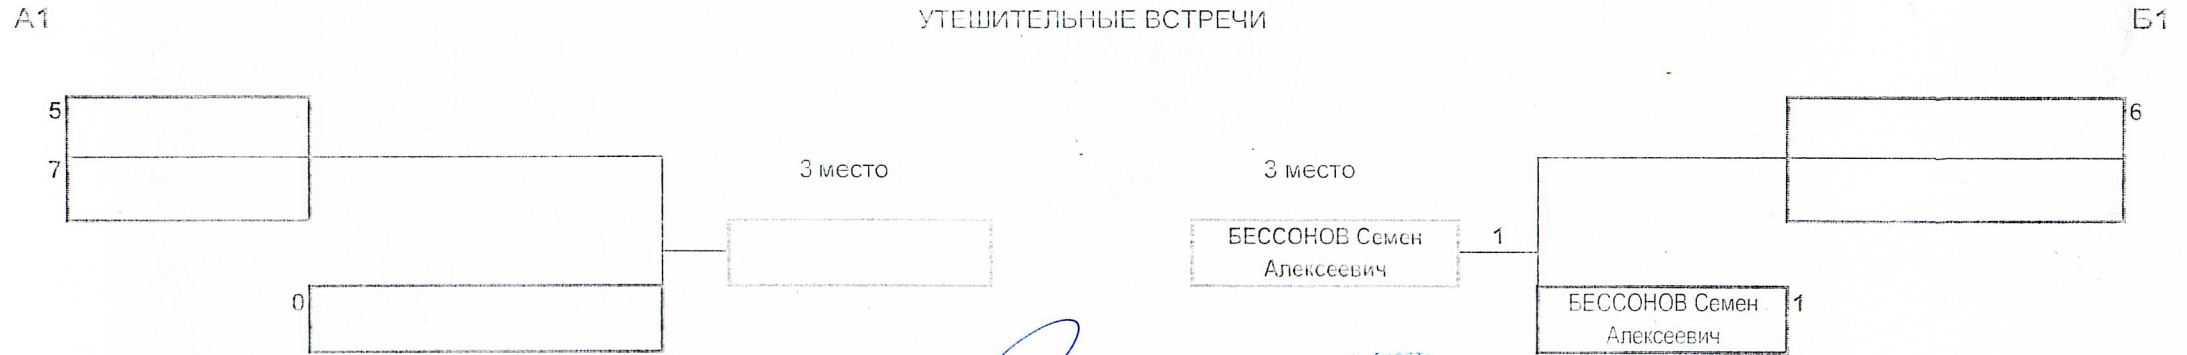 А1 УТЕШИТЕЛЬНЫЕ ВСТРЕЧИ Б1
5 6
7 3 место 3 место
БЕССОНОВ Семен 1
Алексеевич
0 БЕССОНОВ Семен 1
Алексеевич